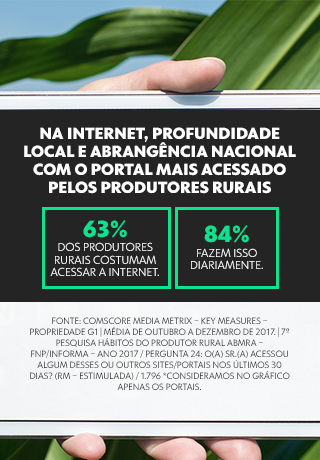 NA INTERNET, PROFUNDIDADE
LOCAL E ABRANGÊNCIA NACIONAL
COM O PORTAL MAIS ACESSADO
PELOS PRODUTORES RURAIS
63%
DOS PRODUTORES
RURAIS COSTUMAM
ACESSAR A INTERNET.
84%
FAZEM ISSO
DIARIAMENTE.
FONTE: COMSCORE MEDIA METRIX – KEY MEASURES –
PROPRIEDADE G1 | MÉDIA DE OUTUBRO A DEZEMBRO DE 2017. | 7ª
PESQUISA HÁBITOS DO PRODUTOR RURAL ABMRA –
FNP/INFORMA – ANO 2017 / PERGUNTA 24: O(A) SR.(A) ACESSOU
ALGUM DESSES OU OUTROS SITES/PORTAIS NOS ÚLTIMOS 30
DIAS? (RM – ESTIMULADA) / 1.796 *CONSIDERAMOS NO GRÁFICO
APENAS OS PORTAIS.